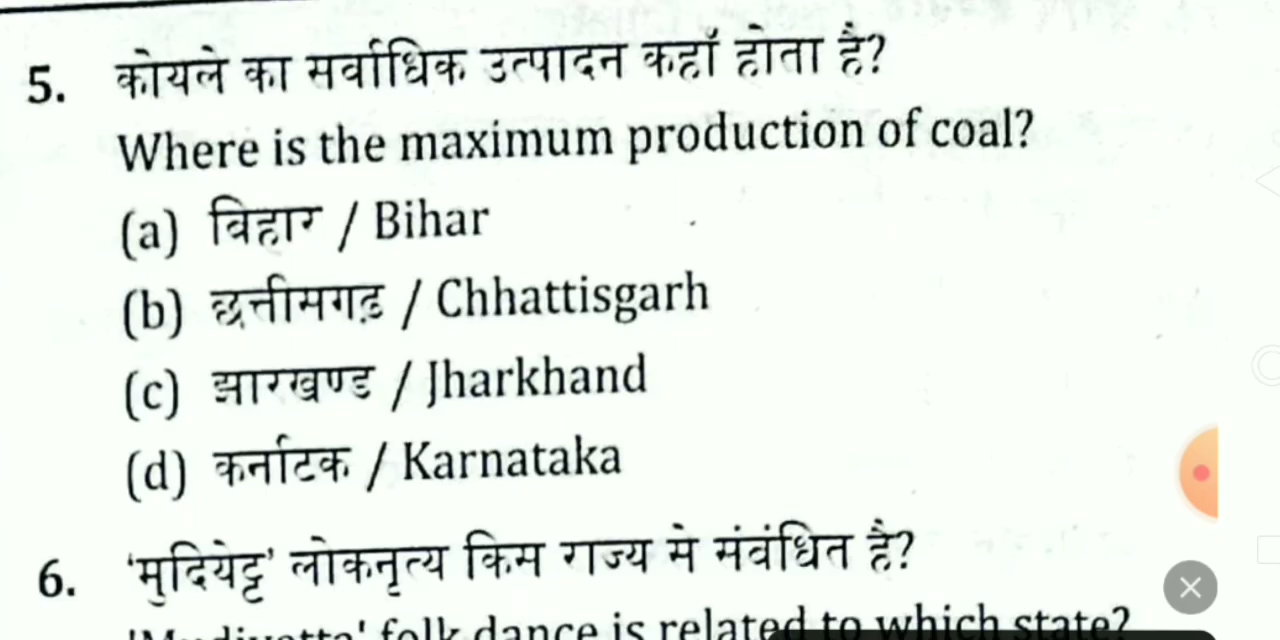 5. कोयले का सर्वाधिक उत्पादन कहाँ होता है?
Where is the maximum production of coal?
(a) बिहार / Bihar
(b) छत्तीसगढ़ / Chhattisgarh
(c) झारखण्ड / Jharkhand
(d) कर्नाटक / Karnataka
6. 'मुदियेट्टु' लोकनृत्य किस राज्य से संबंधित है?
folk dance is related to which state?